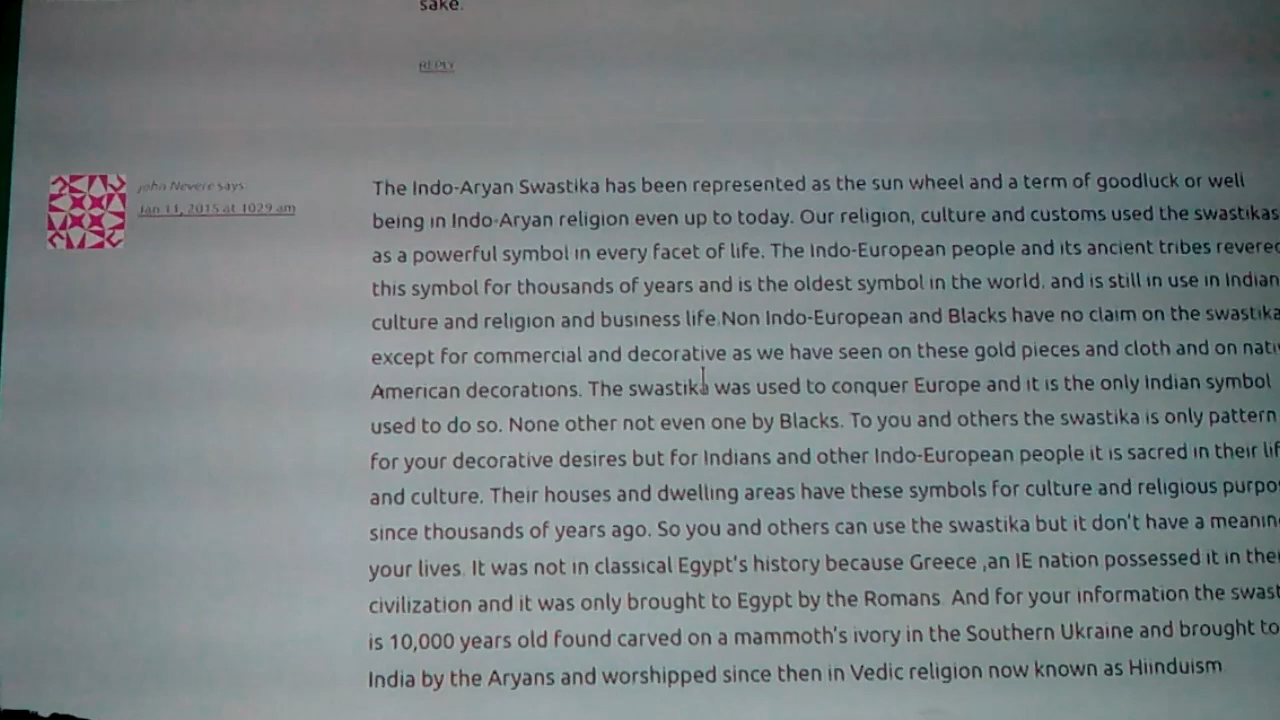 sake.
REPLY
John Nevere says
Jan 11, 2015 at 1029 am
The Indo-Aryan Swastika has been represented as the sun wheel and a term of goodluck or well
being in Indo-Aryan religion even up to today. Our religion, culture and customs used the swastikas
as a powerful symbol in every facet of life. The Indo-European people and its ancient tribes revered
this symbol for thousands of years and is the oldest symbol in the world. and is still in use in Indian
culture and religion and business life.Non Indo-European and Blacks have no claim on the swastika
except for commercial and decorative as we have seen on these gold pieces and cloth and on nati
American decorations. The swastika was used to conquer Europe and it is the only Indian symbol
used to do so. None other not even one by Blacks. To you and others the swastika is only pattern
for your decorative desires but for Indians and other Indo-European people it is sacred in their lif
and culture. Their houses and dwelling areas have these symbols for culture and religious purpo
since thousands of years ago. So you and others can use the swastika but it don't have a meanin
your lives. It was not in classical Egypt's history because Greece ,an IE nation possessed it in thei
civilization and it was only brought to Egypt by the Romans. And for your information the swast
is 10,000 years old found carved on a mammoth's ivory in the Southern Ukraine and brought to
India by the Aryans and worshipped since then in Vedic religion now known as Hiinduism